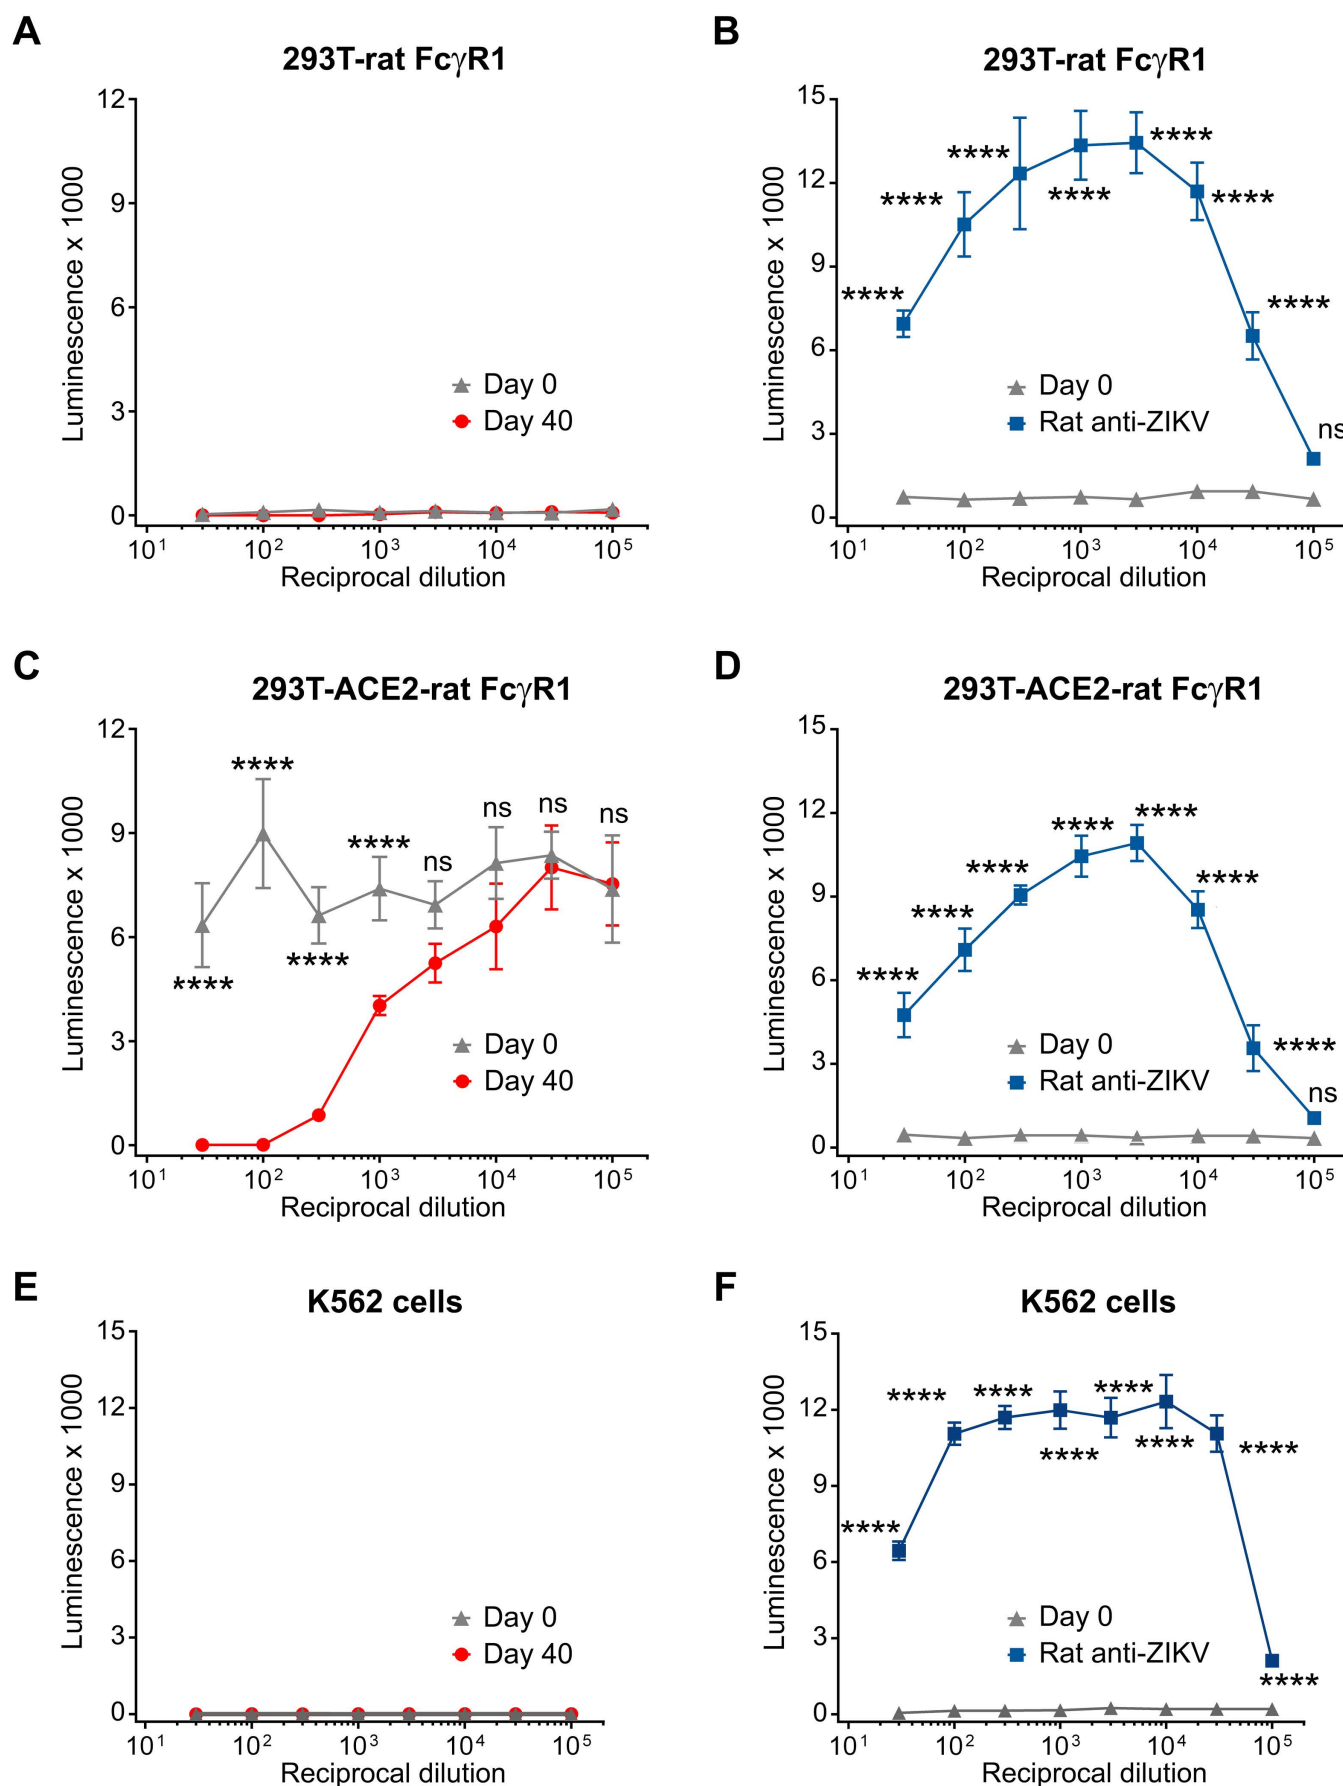 A
293T-rat FcγR1
Luminescence x 1000
12
9
6
3
0
Day 0
Day 40
10¹ 10² 10³ 10⁴ 10⁵
Reciprocal dilution
B
293T-rat FcγR1
Luminescence x 1000
15
12
9
6
3
0
**** **** **** **** **** **** **** ns
Day 0
Rat anti-ZIKV
10¹ 10² 10³ 10⁴ 10⁵
Reciprocal dilution
C
293T-ACE2-rat FcγR1
Luminescence x 1000
12
9
6
3
0
**** **** **** **** ns ns ns ns
Day 0
Day 40
10¹ 10² 10³ 10⁴ 10⁵
Reciprocal dilution
D
293T-ACE2-rat FcγR1
Luminescence x 1000
15
12
9
6
3
0
**** **** **** **** **** **** **** ns
Day 0
Rat anti-ZIKV
10¹ 10² 10³ 10⁴ 10⁵
Reciprocal dilution
E
K562 cells
Luminescence x 1000
15
12
9
6
3
0
Day 0
Day 40
10¹ 10² 10³ 10⁴ 10⁵
Reciprocal dilution
F
K562 cells
Luminescence x 1000
15
12
9
6
3
0
**** **** **** **** **** **** **** ****
Day 0
Rat anti-ZIKV
10¹ 10² 10³ 10⁴ 10⁵
Reciprocal dilution